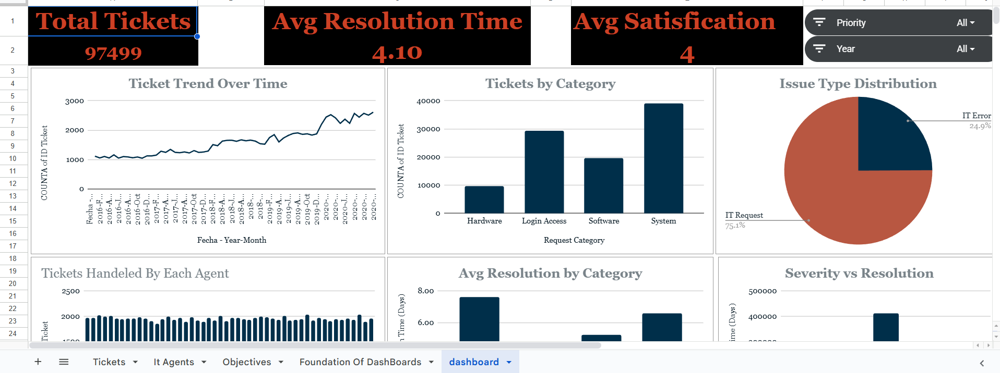 Total Tickets
Avg Resolution Time
Avg Satisfication
Priority
All
97499
4.10
4
Year
All
1
2
3
4
5
6
7
8
9
10
11
12
13
14
15
16
17
18
19
20
21
22
23
24
Ticket Trend Over Time
COUNTA of ID Ticket
3000
2000
1000
0
Fecha -...
2016-F...
2016-A...
2016-J...
2016-A...
2016-Oct
2016-D...
2017-F...
2017-A...
2017-J...
2017-A...
2017-Oct
2017-D...
2018-F...
2018-A...
2018-J...
2018-A...
2018-...
2018-...
2019-F...
2019-A...
2019-J...
2019-A...
2019-Oct
2019-D...
2020-...
2020-...
2020-J...
2020-...
2020-...
2020-...
Fecha - Year-Month
Tickets by Category
COUNTA of ID Ticket
40000
30000
20000
10000
0
Hardware
Login Access
Software
System
Request Category
Issue Type Distribution
IT Error
24.9%
IT Request
75.1%
Tickets Handeled By Each Agent
2500
2000
Ticket
Avg Resolution by Category
8.00
6.00
Time (Days)
Severity vs Resolution
500000
400000
ime (Days)
Tickets
It Agents
Objectives
Foundation Of DashBoards
dashboard